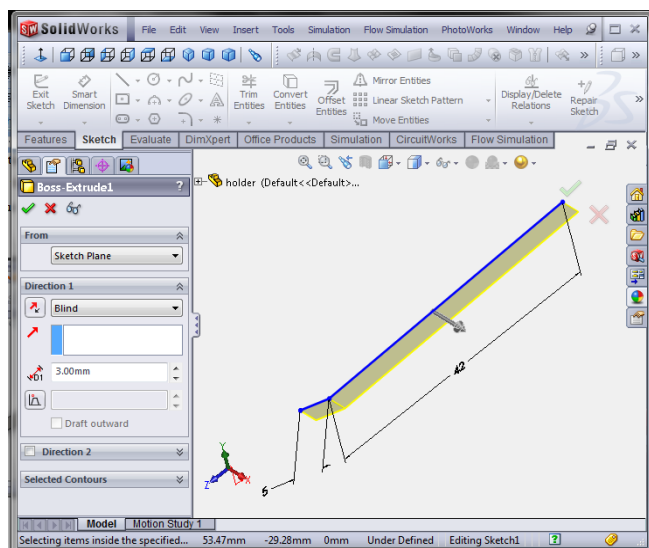 SolidWorks File Edit View Insert Tools Simulation Flow Simulation PhotoWorks Window Help
Exit Sketch
Smart Dimension
Trim Entities
Convert Entities
Offset Entities
Mirror Entities
Linear Sketch Pattern
Move Entities
Display/Delete Relations
Repair Sketch
Features Sketch Evaluate DimXpert Office Products Simulation CircuitWorks Flow Simulation
Boss-Extrude1 ?
holder (Default<<Default>...
From
Sketch Plane
Direction 1
Blind
D1 3.00mm
Draft outward
Direction 2
Selected Contours
42
5
Y
Z
X
Model Motion Study 1
Selecting items inside the specified... 53.47mm -29.28mm 0mm Under Defined Editing Sketch1 ?